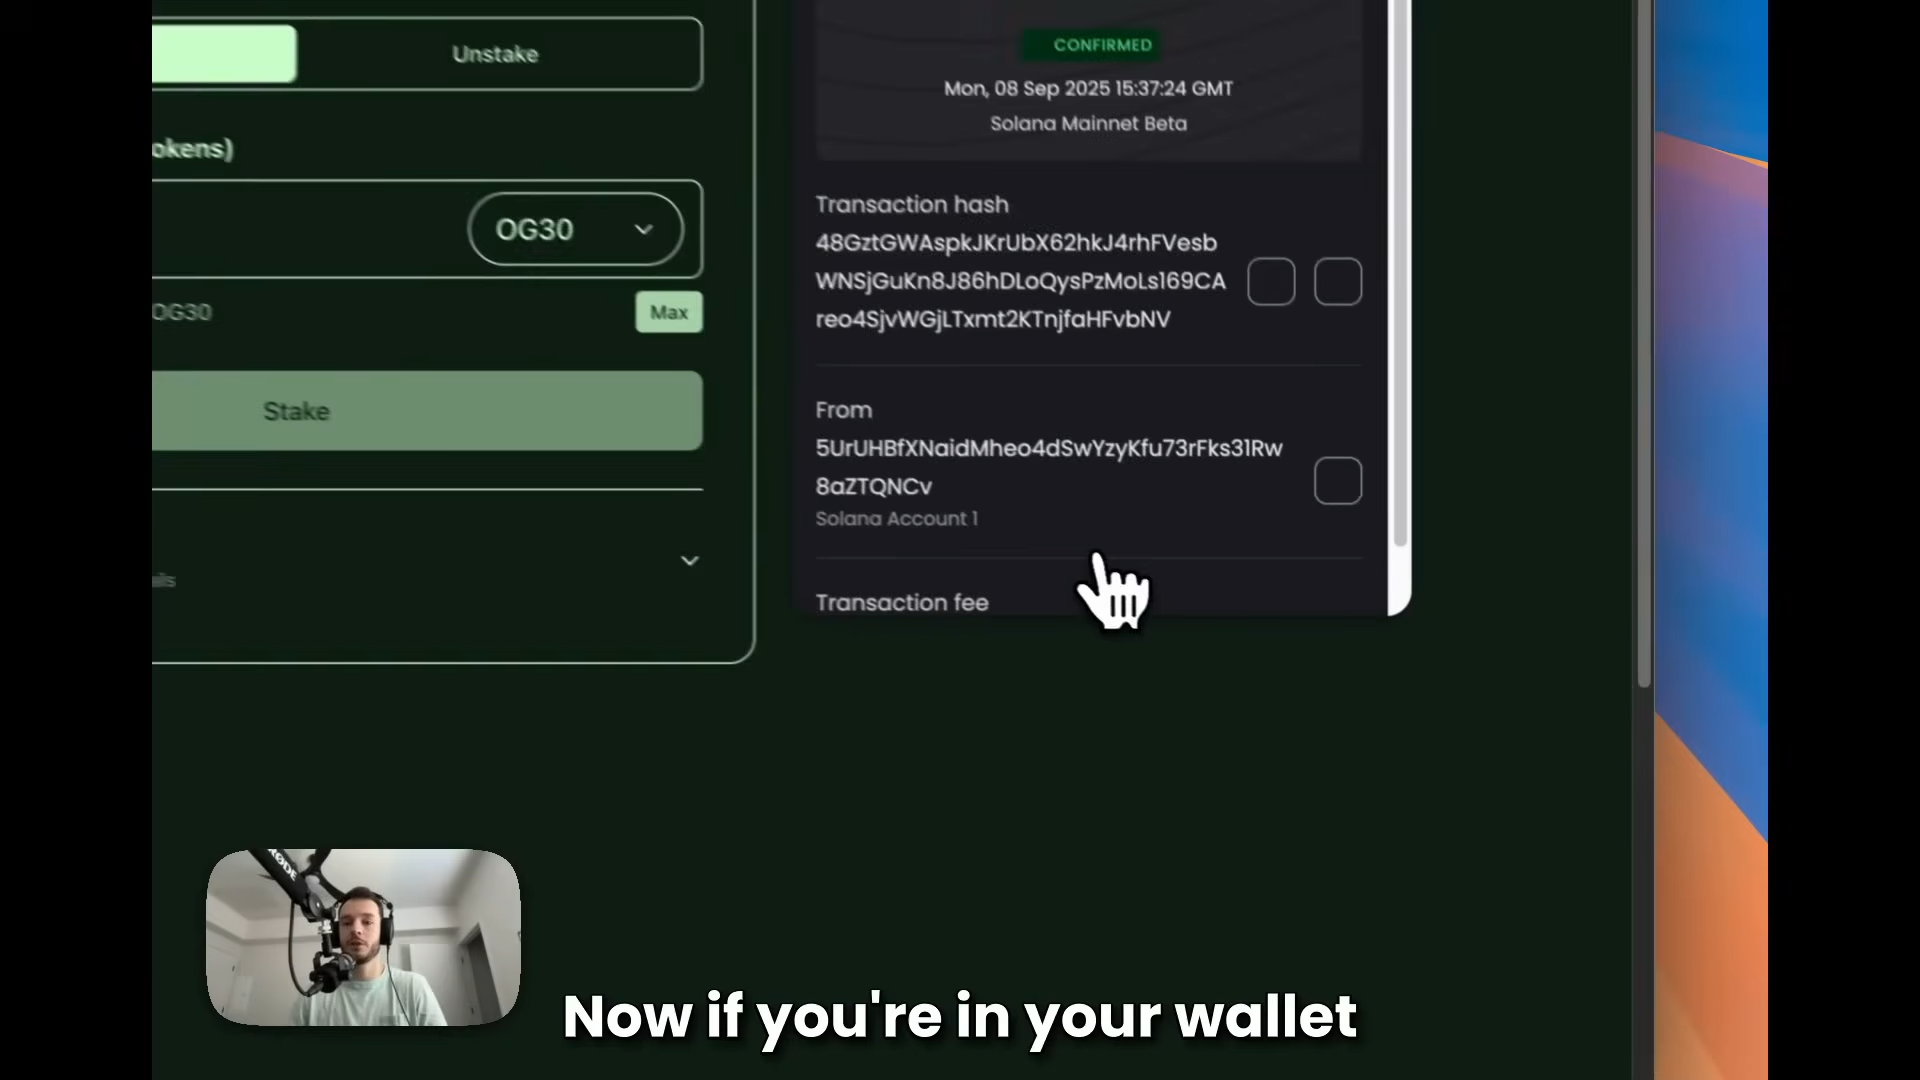 Unstake
okens)
OG30
OG30
Max
Stake
ails
CONFIRMED
Mon, 08 Sep 2025 15:37:24 GMT
Solana Mainnet Beta
Transaction hash
48GztGWAspkJKrUbX62hkJ4rhFVesb
WNSjGuKn8J86hDLoQysPzMoLs169CA
reo4SjvWGjLTxmt2KTnjfaHFvbNV
From
5UrUHBfXNaidMheo4dSwYzyKfu73rFks31Rw
8aZTQNCv
Solana Account 1
Transaction fee
RØDE
Now if you're in your wallet